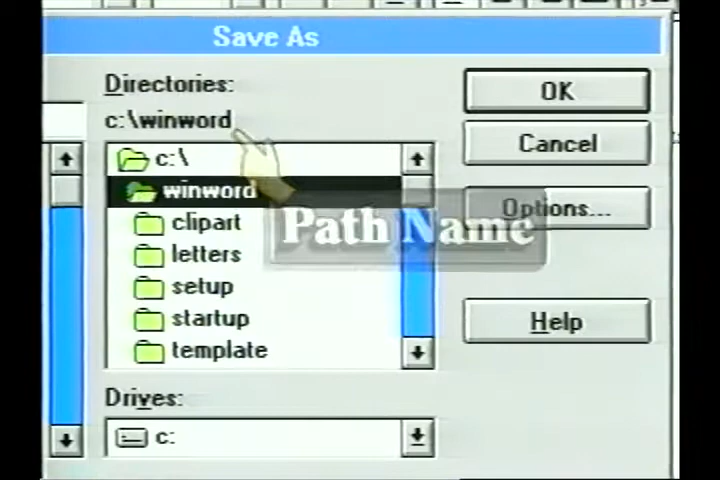 Save As
Directories:
c:\winword
c:\
winword
clipart
letters
setup
startup
template
Drives:
c:
OK
Cancel
Options...
Help
Path Name